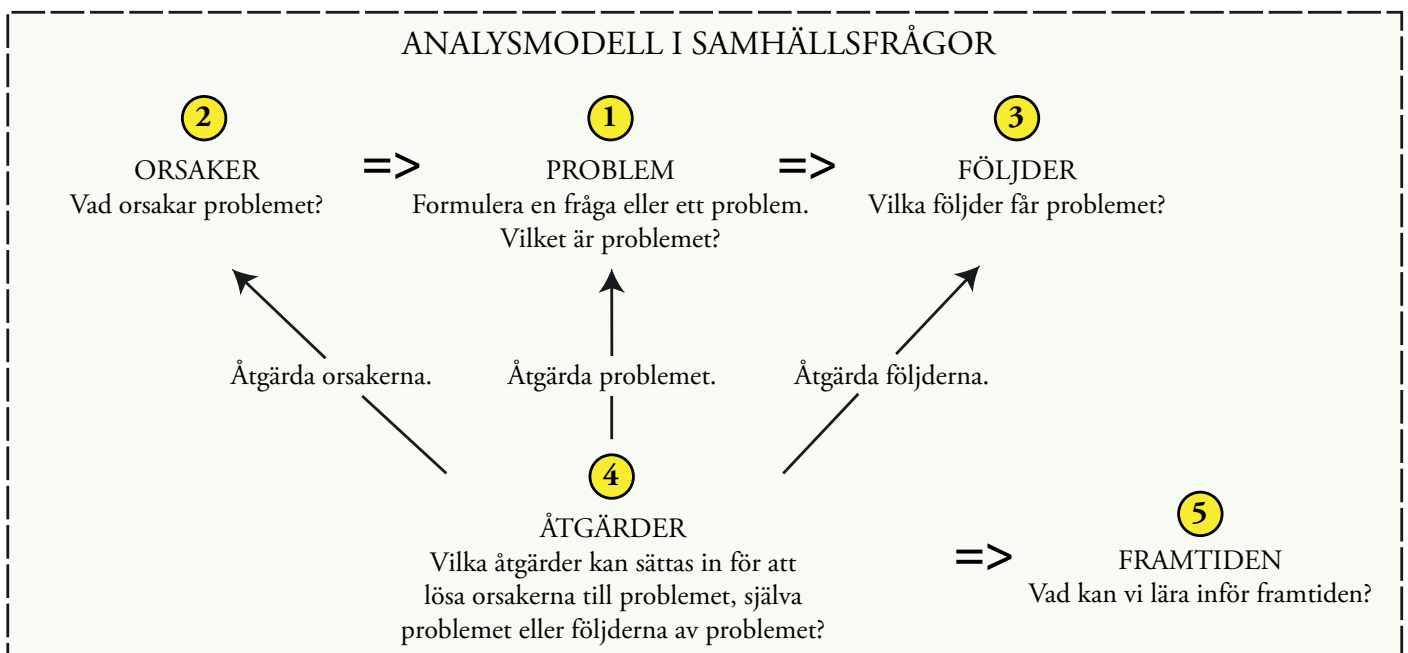 ANALYSMODELL I SAMHÄLLSFRÅGOR
2
ORSAKER
Vad orsakar problemet?
=>
1
PROBLEM
Formulera en fråga eller ett problem.
Vilket är problemet?
=>
3
FÖLJDER
Vilka följder får problemet?
Åtgärda orsakerna.
Åtgärda problemet.
Åtgärda följderna.
4
ÅTGÄRDER
Vilka åtgärder kan sättas in för att
lösa orsakerna till problemet, själva
problemet eller följderna av problemet?
=>
5
FRAMTIDEN
Vad kan vi lära inför framtiden?